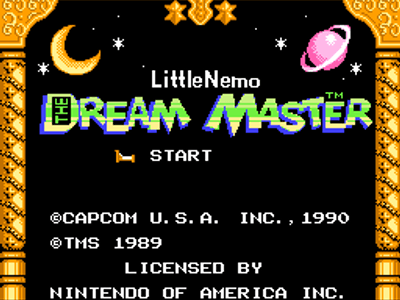 LittleNemo
THE DREAM MASTER™
START
©CAPCOM U.S.A. INC.,1990
©TMS 1989
LICENSED BY
NINTENDO OF AMERICA INC.